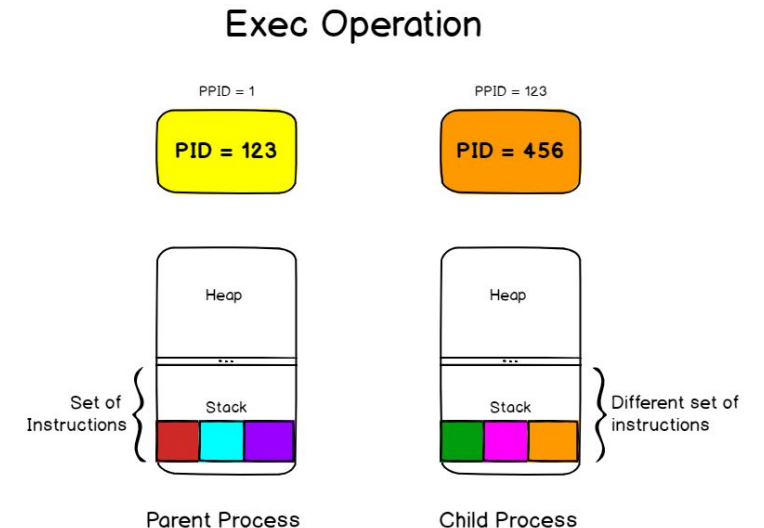 Exec Operation
PPID = 1
PPID = 123
PID = 123
PID = 456
Heap
Heap
...
...
Set of
Instructions
Stack
Stack
Different set of
instructions
Parent Process
Child Process